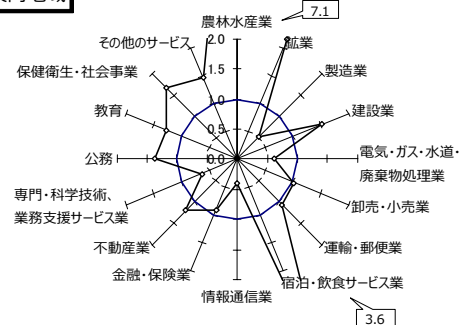 農林水産業
7.1
鉱業
製造業
建設業
電気・ガス・水道・
廃棄物処理業
卸売・小売業
運輸・郵便業
宿泊・飲食サービス業
3.6
情報通信業
金融・保険業
不動産業
専門・科学技術、
業務支援サービス業
公務
教育
保健衛生・社会事業
その他のサービス
2.0
1.5
1.0
0.5
0.0